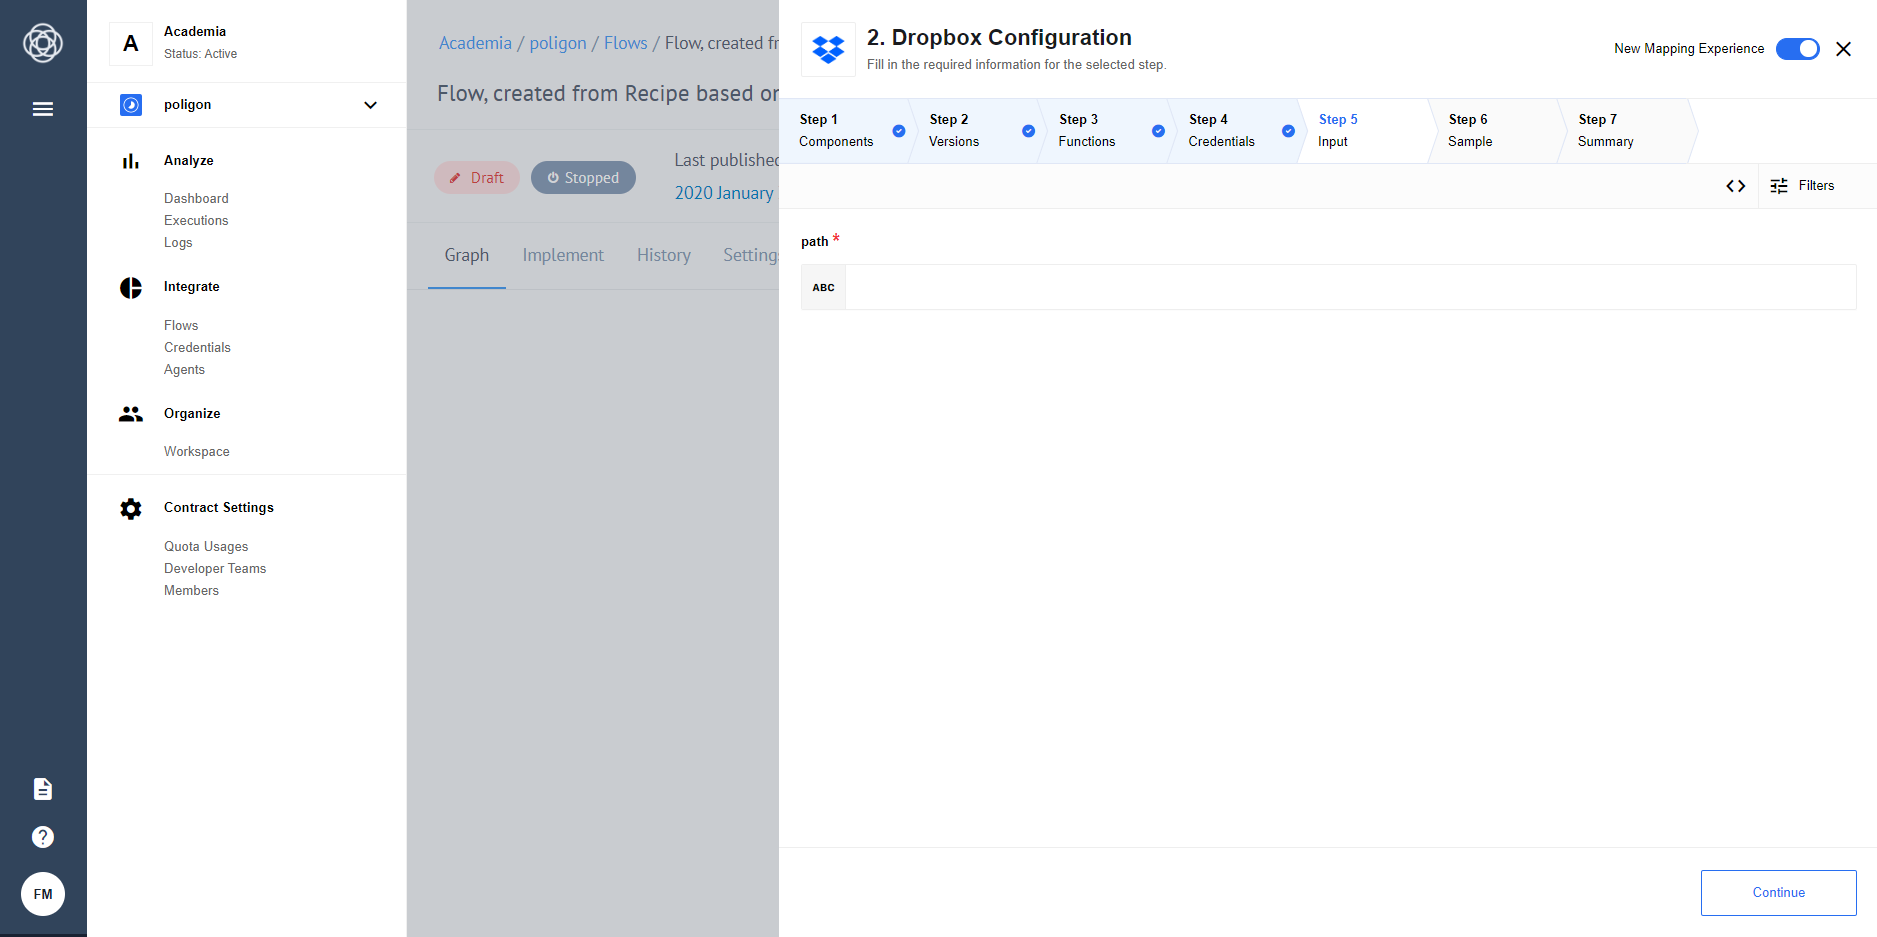 A
Academia
Status: Active
poligon
Analyze
Dashboard
Executions
Logs
Integrate
Flows
Credentials
Agents
Organize
Workspace
Contract Settings
Quota Usages
Developer Teams
Members
?
FM
Academia / poligon / Flows / Flow, created
Flow, created from Recipe based
Draft
Stopped
Last published
2020 January
Graph
Implement
History
Settings
2. Dropbox Configuration
Fill in the required information for the selected step.
New Mapping Experience
Step 1
Components
Step 2
Versions
Step 3
Functions
Step 4
Credentials
Step 5
Input
Step 6
Sample
Step 7
Summary
Filters
path *
ABC
Continue